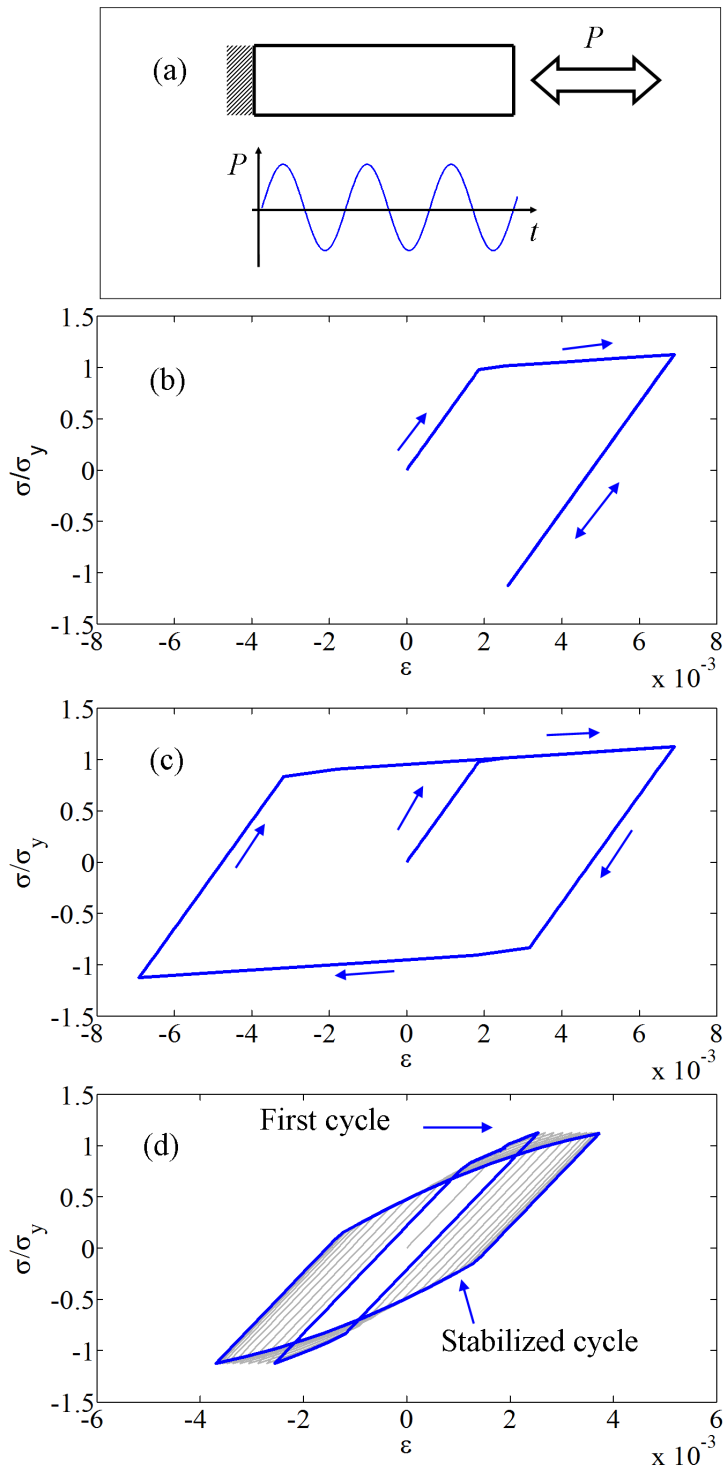 (a)
P
P
t
1.5
(b)
1
0.5
σ/σy
0
-0.5
-1
-1.5
-8 -6 -4 -2 0 2 4 6 8
ε
x 10-3
1.5
(c)
1
0.5
σ/σy
0
-0.5
-1
-1.5
-8 -6 -4 -2 0 2 4 6 8
ε
x 10-3
1.5
(d)
First cycle
1
0.5
σ/σy
0
-0.5
Stabilized cycle
-1
-1.5
-6 -4 -2 0 2 4 6
ε
x 10-3